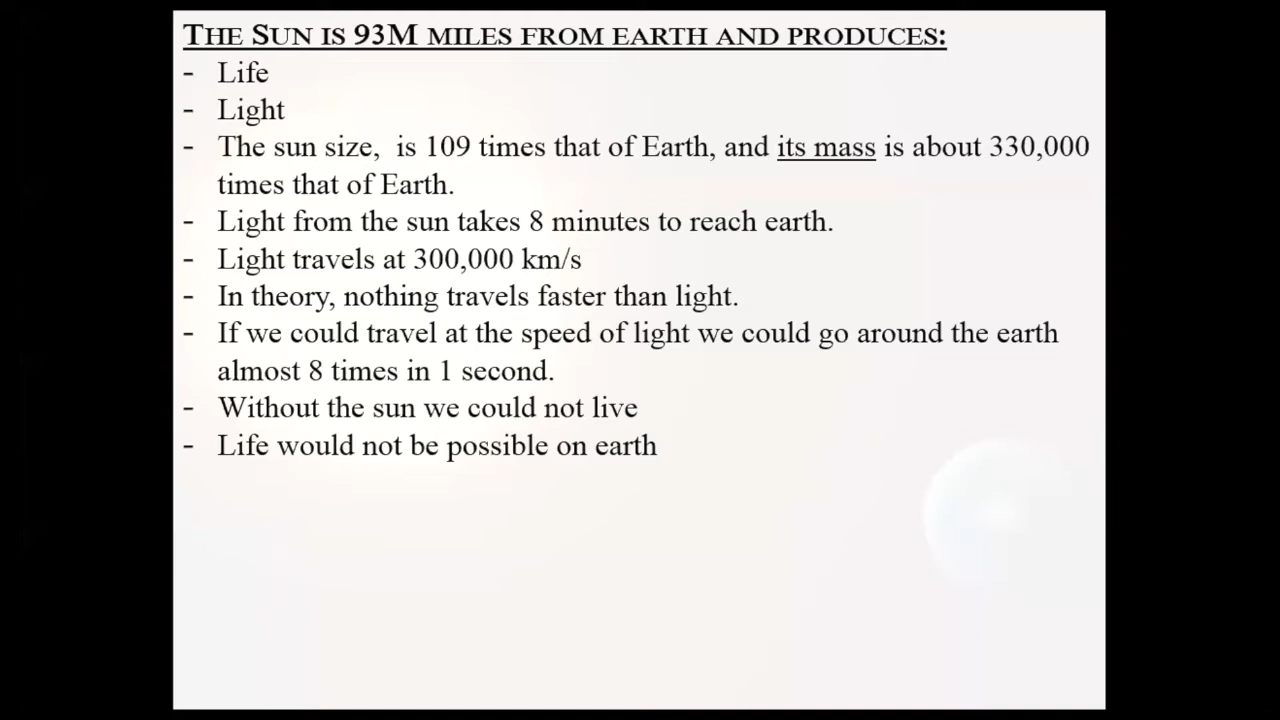 THE SUN IS 93M MILES FROM EARTH AND PRODUCES:
- Life
- Light
- The sun size,  is 109 times that of Earth, and its mass is about 330,000
times that of Earth.
- Light from the sun takes 8 minutes to reach earth.
- Light travels at 300,000 km/s
- In theory, nothing travels faster than light.
- If we could travel at the speed of light we could go around the earth
almost 8 times in 1 second.
- Without the sun we could not live
- Life would not be possible on earth